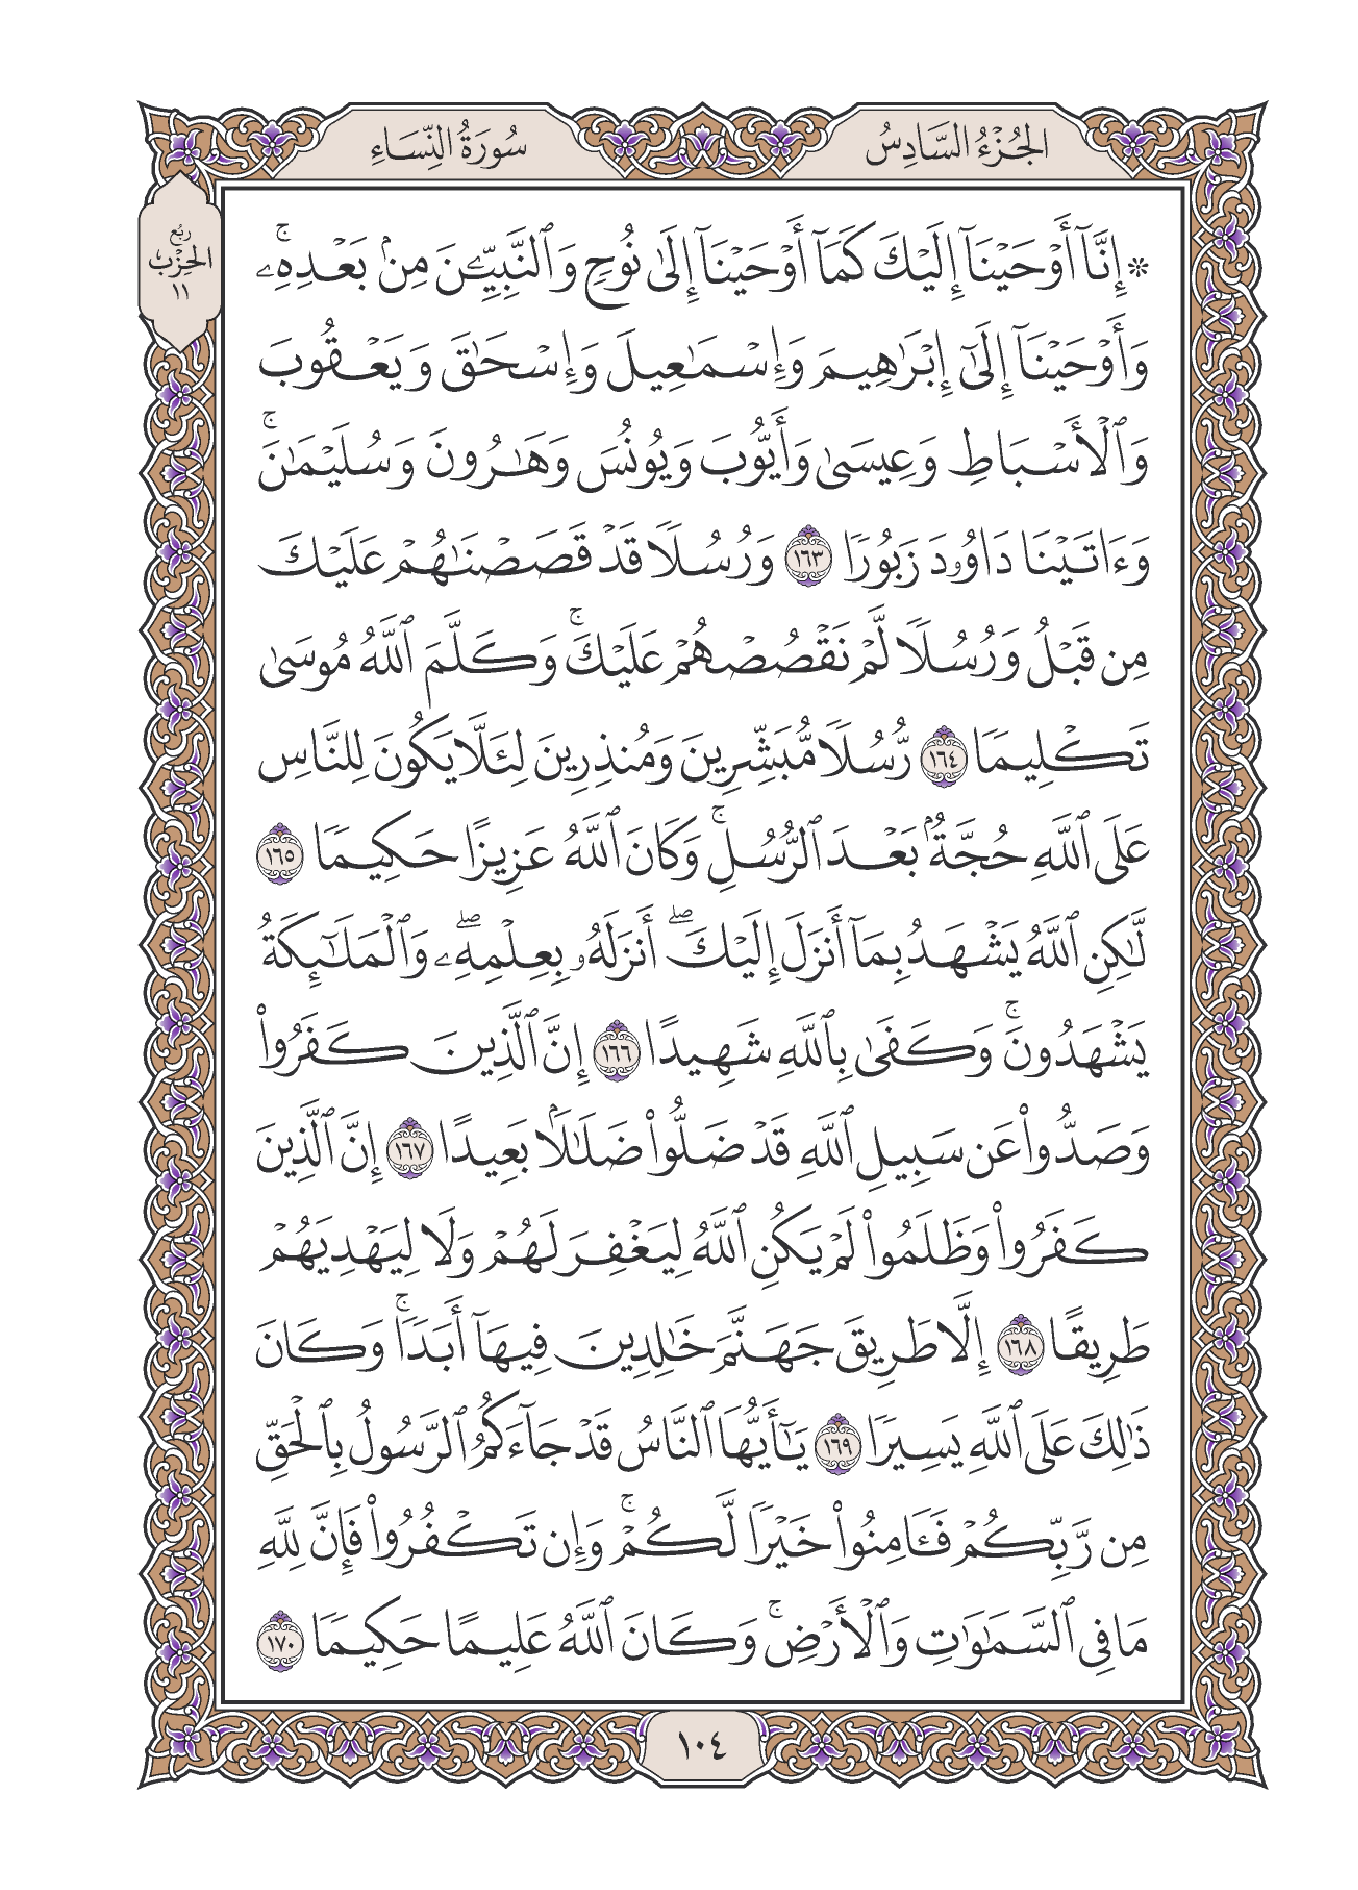 الجُزْءُ السَّادِسُ
سُورَةُ النِّسَاءِ
رُبُع
الحِزْب
١١
۞ إِنَّآ أَوْحَيْنَآ إِلَيْكَ كَمَآ أَوْحَيْنَآ إِلَىٰ نُوحٍ وَٱلنَّبِيِّـۧنَ مِنۢ بَعْدِهِۦۚ
وَأَوْحَيْنَآ إِلَىٰٓ إِبْرَٰهِيمَ وَإِسْمَٰعِيلَ وَإِسْحَٰقَ وَيَعْقُوبَ
وَٱلْأَسْبَاطِ وَعِيسَىٰ وَأَيُّوبَ وَيُونُسَ وَهَٰرُونَ وَسُلَيْمَٰنَۚ
وَءَاتَيْنَا دَاوُۥدَ زَبُورًا ١٦٣ وَرُسُلًا قَدْ قَصَصْنَٰهُمْ عَلَيْكَ
مِن قَبْلُ وَرُسُلًا لَّمْ نَقْصُصْهُمْ عَلَيْكَۚ وَكَلَّمَ ٱللَّهُ مُوسَىٰ
تَكْلِيمًا ١٦٤ رُّسُلًا مُّبَشِّرِينَ وَمُنذِرِينَ لِئَلَّا يَكُونَ لِلنَّاسِ
عَلَى ٱللَّهِ حُجَّةٌۢ بَعْدَ ٱلرُّسُلِۚ وَكَانَ ٱللَّهُ عَزِيزًا حَكِيمًا ١٦٥
لَّٰكِنِ ٱللَّهُ يَشْهَدُ بِمَآ أَنزَلَ إِلَيْكَۖ أَنزَلَهُۥ بِعِلْمِهِۦۖ وَٱلْمَلَٰٓئِكَةُ
يَشْهَدُونَۚ وَكَفَىٰ بِٱللَّهِ شَهِيدًا ١٦٦ إِنَّ ٱلَّذِينَ كَفَرُوا۟
وَصَدُّوا۟ عَن سَبِيلِ ٱللَّهِ قَدْ ضَلُّوا۟ ضَلَٰلًۢا بَعِيدًا ١٦٧ إِنَّ ٱلَّذِينَ
كَفَرُوا۟ وَظَلَمُوا۟ لَمْ يَكُنِ ٱللَّهُ لِيَغْفِرَ لَهُمْ وَلَا لِيَهْدِيَهُمْ
طَرِيقًا ١٦٨ إِلَّا طَرِيقَ جَهَنَّمَ خَٰلِدِينَ فِيهَآ أَبَدًاۚ وَكَانَ
ذَٰلِكَ عَلَى ٱللَّهِ يَسِيرًا ١٦٩ يَٰٓأَيُّهَا ٱلنَّاسُ قَدْ جَآءَكُمُ ٱلرَّسُولُ بِٱلْحَقِّ
مِن رَّبِّكُمْ فَـَٔامِنُوا۟ خَيْرًا لَّكُمْۚ وَإِن تَكْفُرُوا۟ فَإِنَّ لِلَّهِ
مَا فِى ٱلسَّمَٰوَٰتِ وَٱلْأَرْضِۚ وَكَانَ ٱللَّهُ عَلِيمًا حَكِيمًا ١٧٠
١٠٤